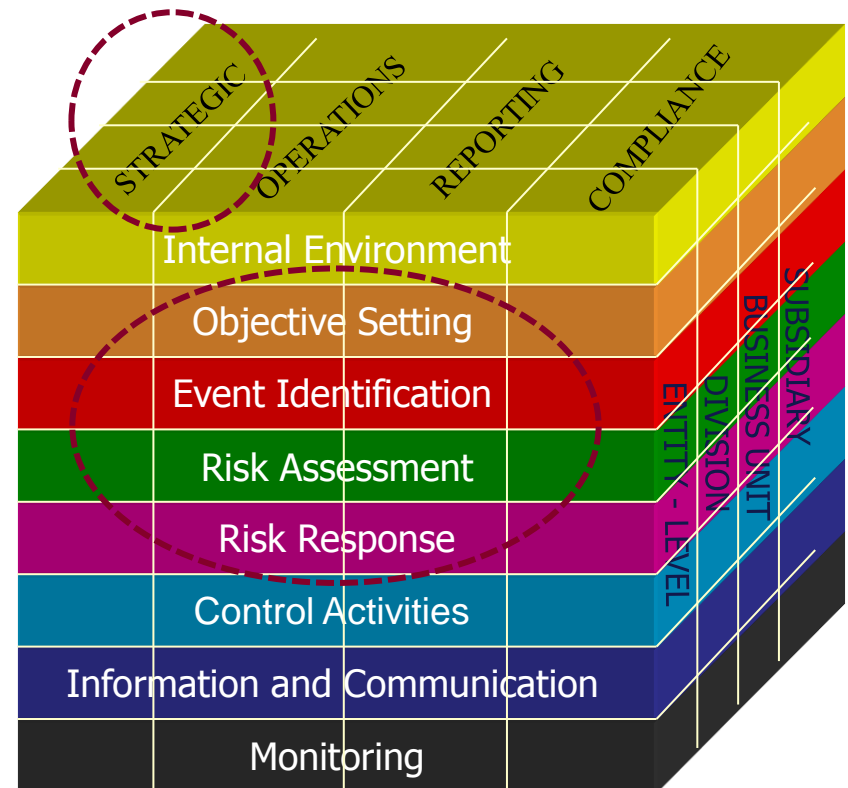 STRATEGIC
OPERATIONS
REPORTING
COMPLIANCE
Internal Environment
Objective Setting
Event Identification
Risk Assessment
Risk Response
Control Activities
Information and Communication
Monitoring
ENTITY - LEVEL
DIVISION
BUSINESS UNIT
SUBSIDIARY